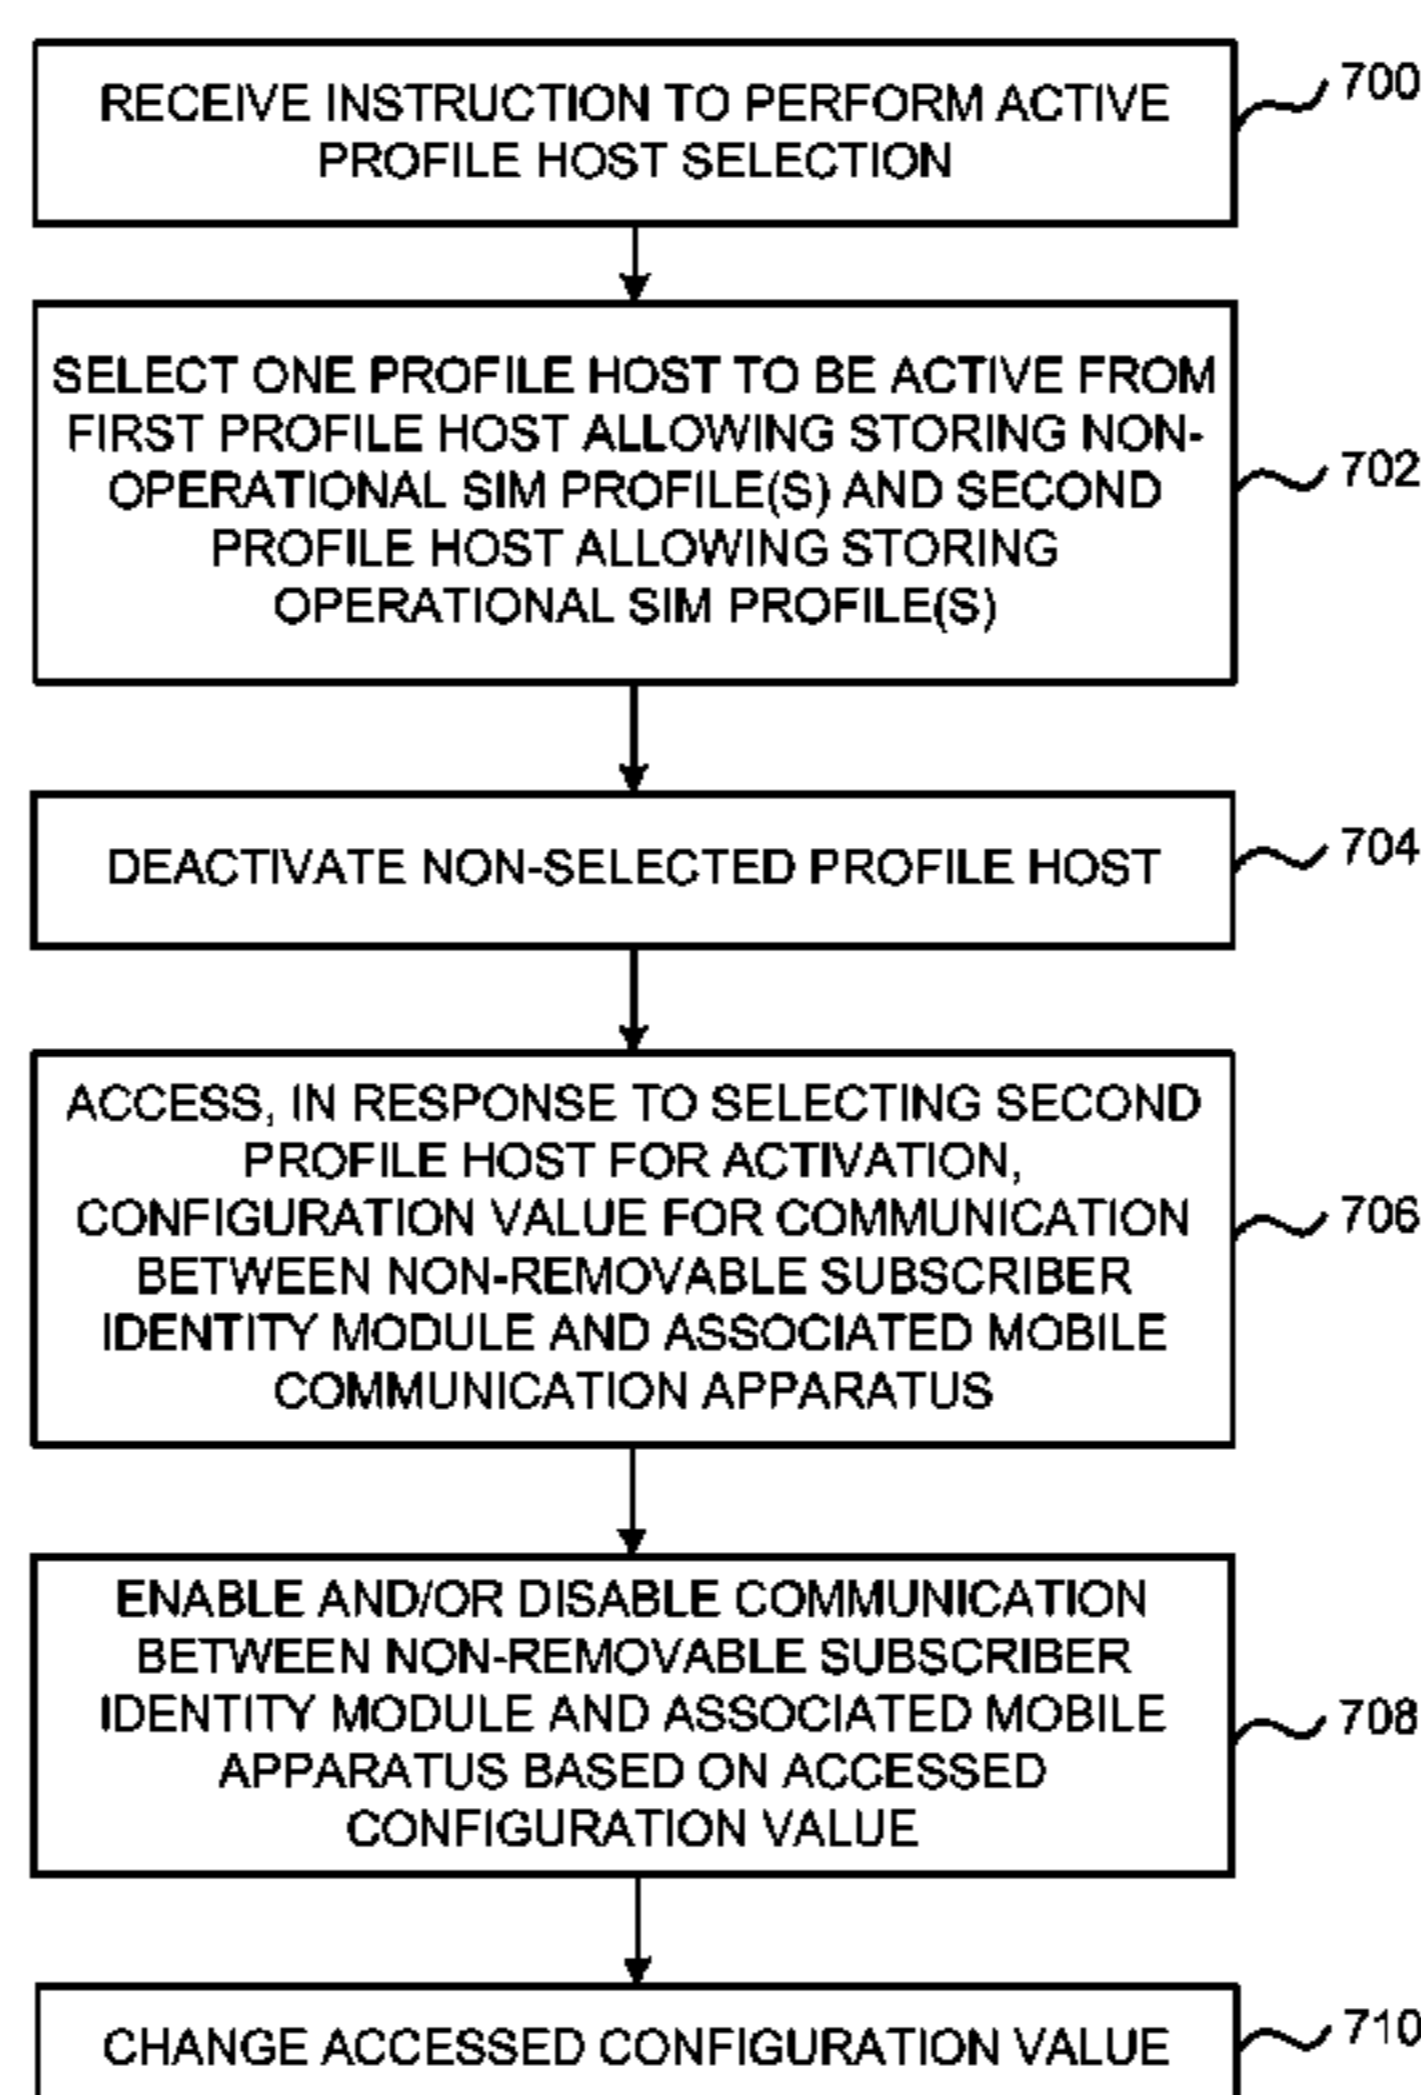 RECEIVE INSTRUCTION TO PERFORM ACTIVE
PROFILE HOST SELECTION
700
SELECT ONE PROFILE HOST TO BE ACTIVE FROM
FIRST PROFILE HOST ALLOWING STORING NON-
OPERATIONAL SIM PROFILE(S) AND SECOND
PROFILE HOST ALLOWING STORING
OPERATIONAL SIM PROFILE(S)
702
DEACTIVATE NON-SELECTED PROFILE HOST
704
ACCESS, IN RESPONSE TO SELECTING SECOND
PROFILE HOST FOR ACTIVATION,
CONFIGURATION VALUE FOR COMMUNICATION
BETWEEN NON-REMOVABLE SUBSCRIBER
IDENTITY MODULE AND ASSOCIATED MOBILE
COMMUNICATION APPARATUS
706
ENABLE AND/OR DISABLE COMMUNICATION
BETWEEN NON-REMOVABLE SUBSCRIBER
IDENTITY MODULE AND ASSOCIATED MOBILE
APPARATUS BASED ON ACCESSED
CONFIGURATION VALUE
708
CHANGE ACCESSED CONFIGURATION VALUE
710